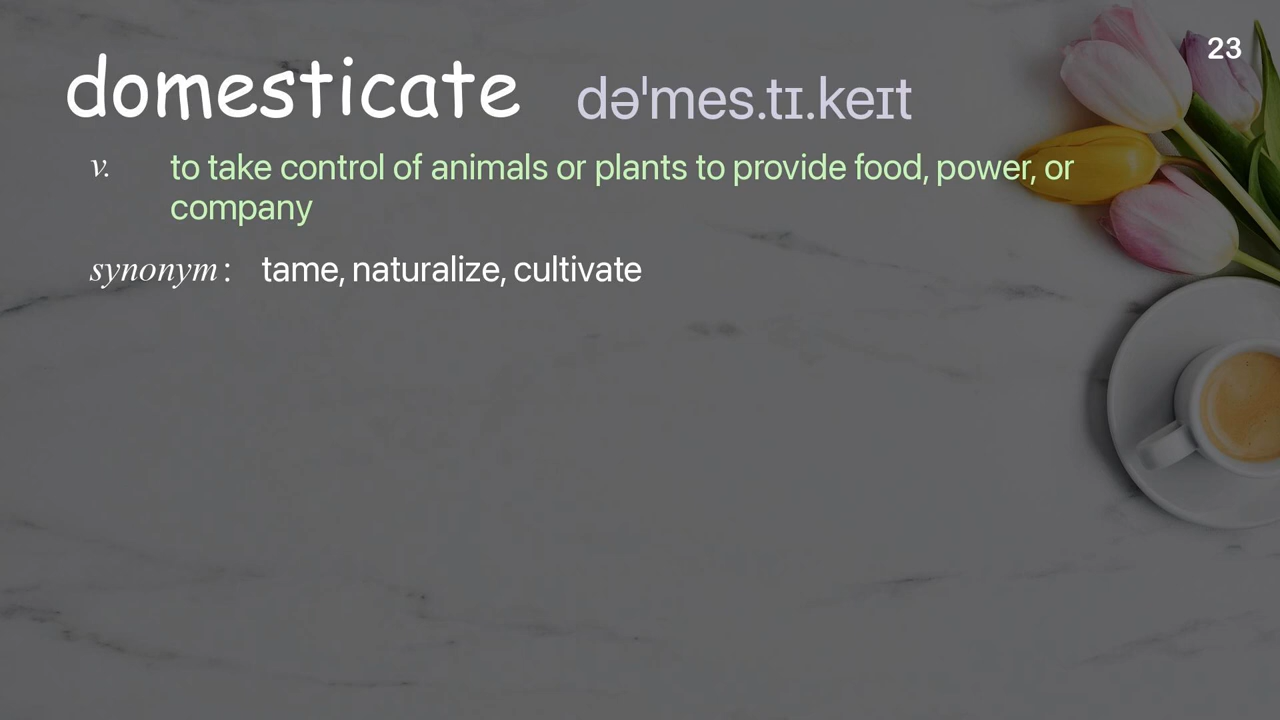 23
domesticate dəˈmes.tɪ.keɪt
v. to take control of animals or plants to provide food, power, or
company
synonym : tame, naturalize, cultivate